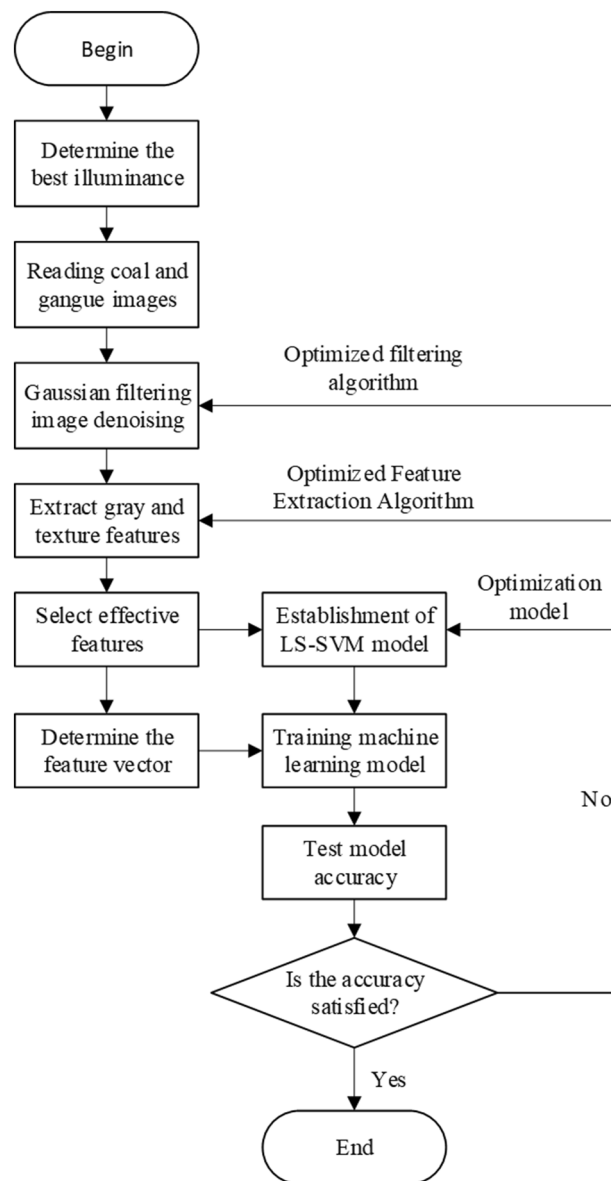 Begin
Determine the
best illuminance
Reading coal and
gangue images
Optimized filtering
algorithm
Gaussian filtering
image denoising
Optimized Feature
Extraction Algorithm
Extract gray and
texture features
Optimization
model
Select effective
features
Establishment of
LS-SVM model
Determine the
feature vector
Training machine
learning model
No
Test model
accuracy
Is the accuracy
satisfied?
Yes
End